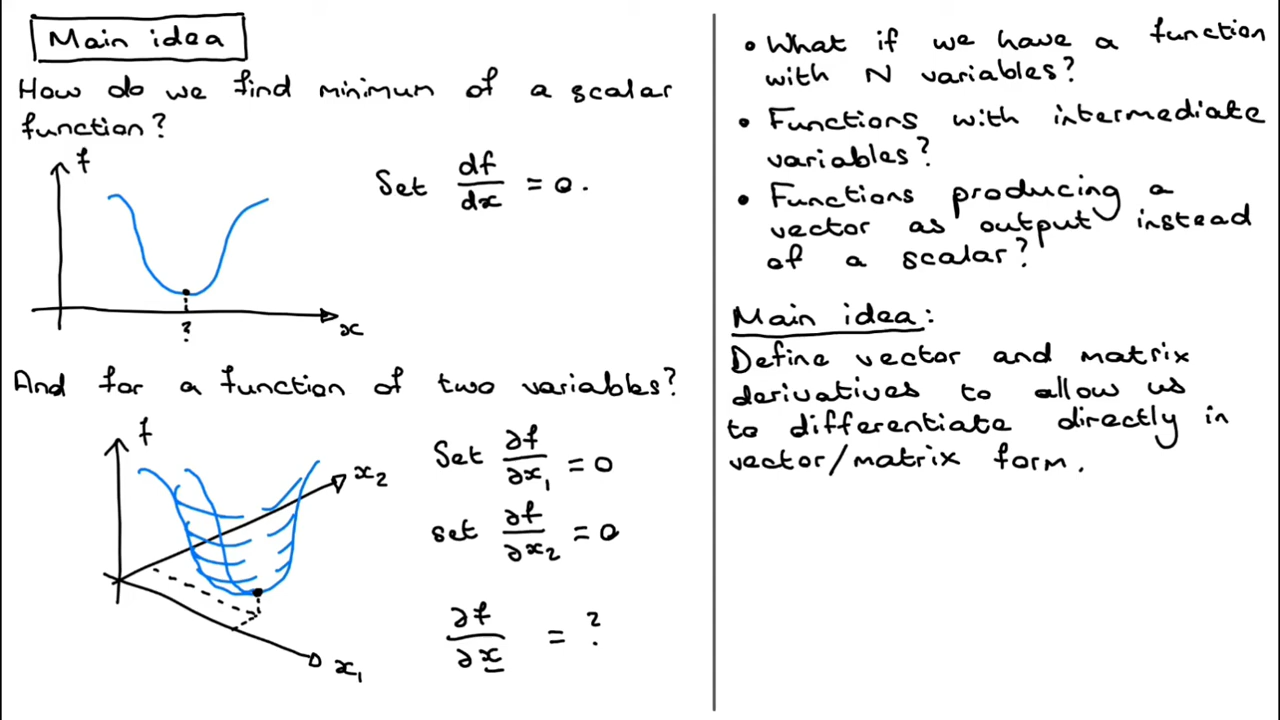 Main idea
How do we find minimum of a scalar
function?
f
Set df/dx = 0.
x
?
And for a function of two variables?
f
x₂
x₁
Set ∂f/∂x₁ = 0
set ∂f/∂x₂ = 0
∂f/∂x̲ = ?
• What if we have a function
with N variables?
• Functions with intermediate
variables?
• Functions producing a
vector as output instead
of a scalar?
Main idea:
Define vector and matrix
derivatives to allow us
to differentiate directly in
vector/matrix form.